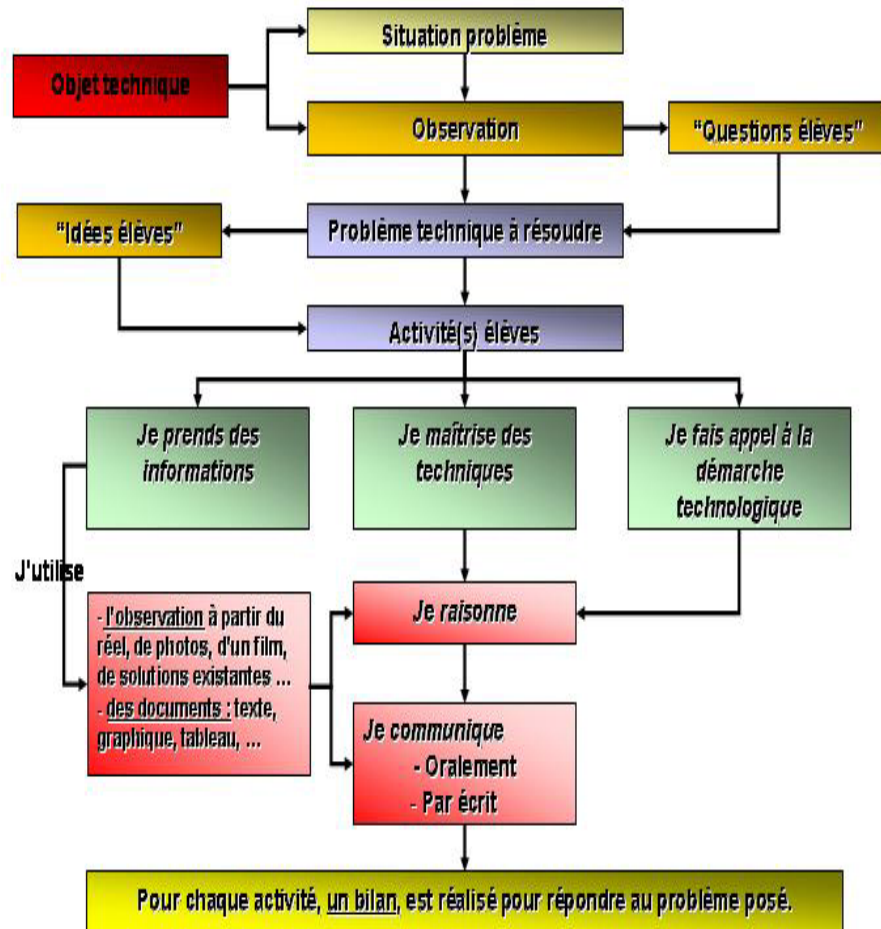 Situation problème
Objet technique
Observation
"Questions élèves"
"Idées élèves"
Problème technique à résoudre
Activité(s) élèves
Je prends des
informations
Je maîtrise des
techniques
Je fais appel à la
démarche
technologique
J'utilise
- l'observation à partir du
réel, de photos, d'un film,
de solutions existantes ...
- des documents : texte,
graphique, tableau, ...
Je raisonne
Je communique
- Oralement
- Par écrit
Pour chaque activité, un bilan, est réalisé pour répondre au problème posé.